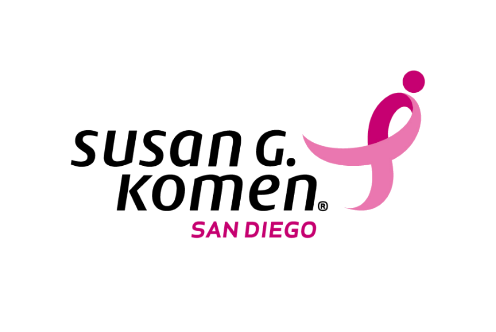 susan G.
komen®
SAN DIEGO